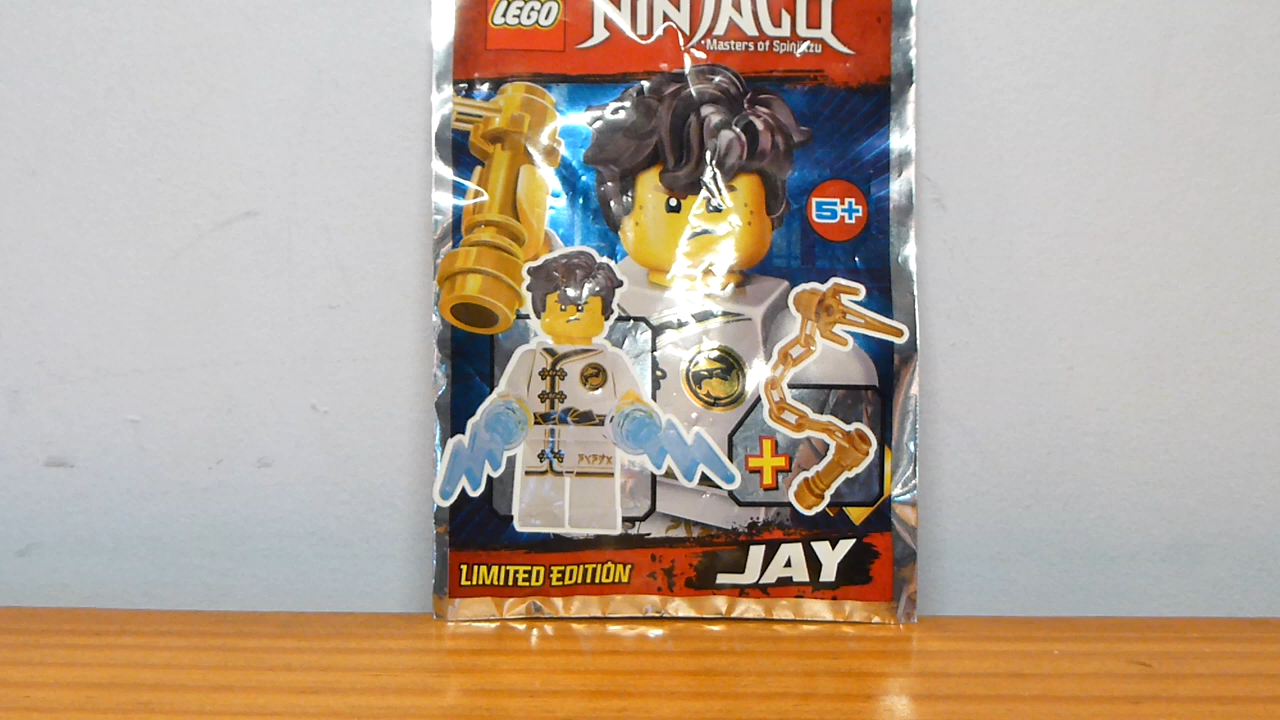 LEGO
NINJAGO
Masters of Spinjitzu
5+
+
LIMITED EDITION
JAY